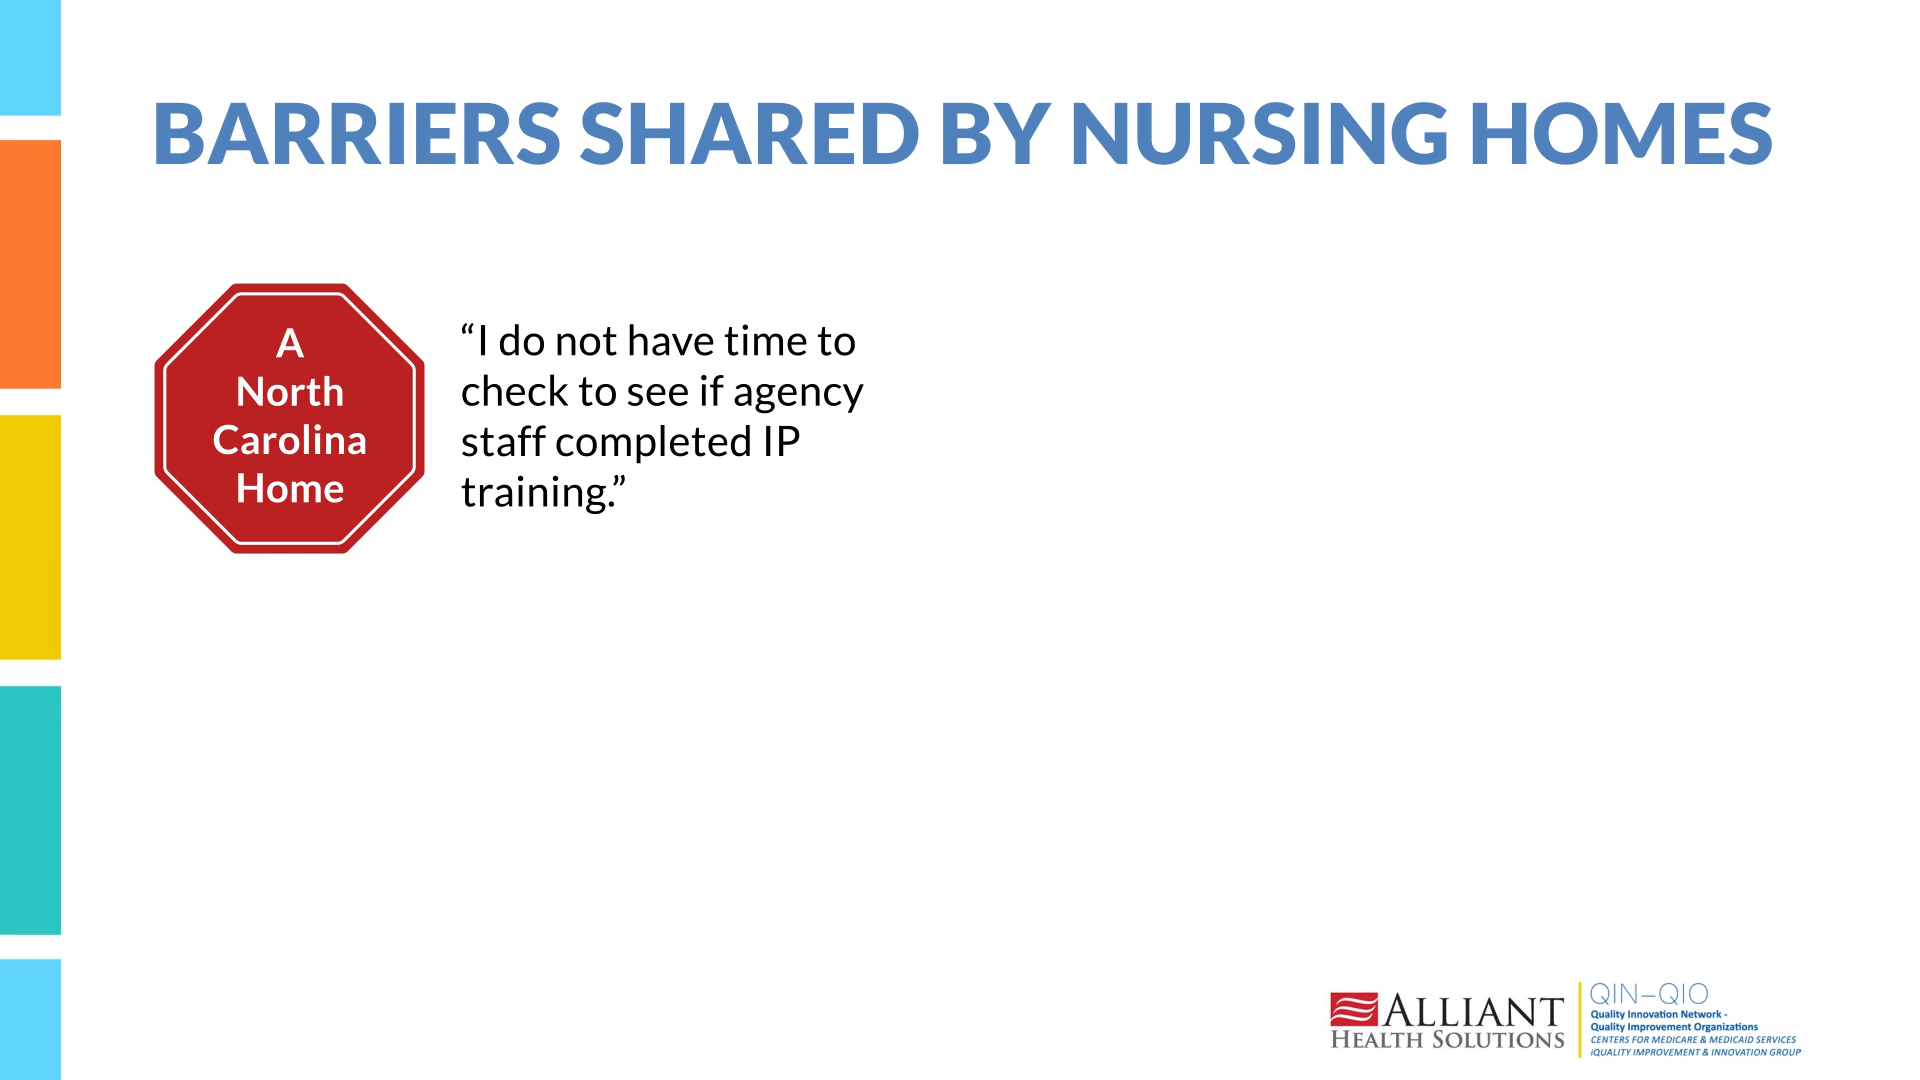 BARRIERS SHARED BY NURSING HOMES
A
North
Carolina
Home
“I do not have time to
check to see if agency
staff completed IP
training.”
ALLIANT
HEALTH SOLUTIONS
QIN–QIO
Quality Innovation Network -
Quality Improvement Organizations
CENTERS FOR MEDICARE & MEDICAID SERVICES
iQUALITY IMPROVEMENT & INNOVATION GROUP